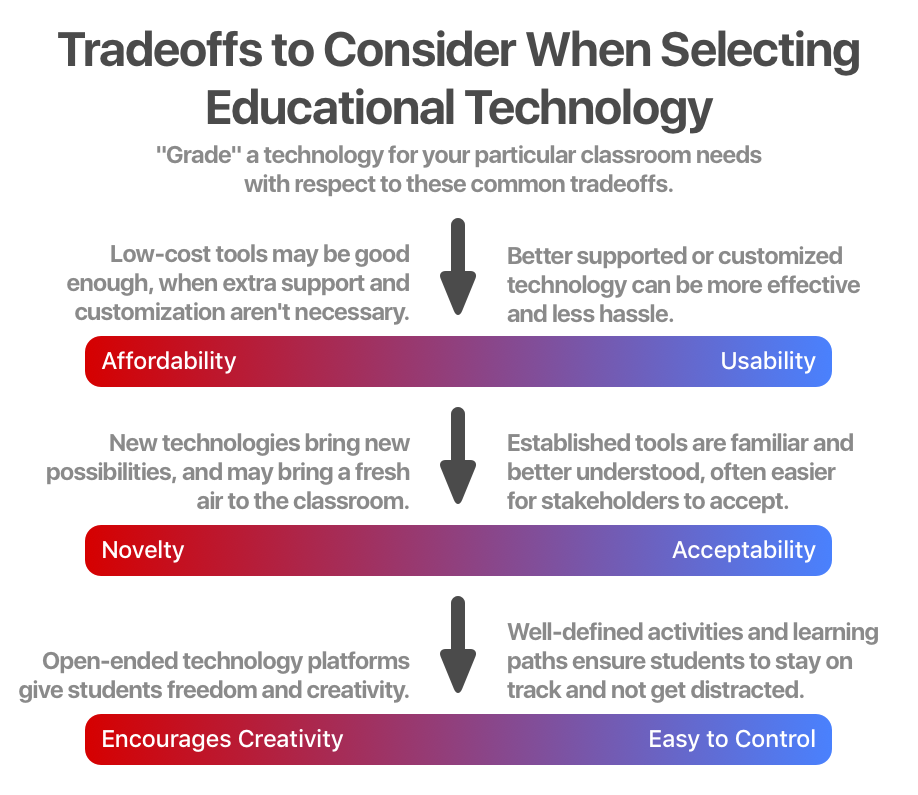 Tradeoffs to Consider When Selecting
Educational Technology
"Grade" a technology for your particular classroom needs
with respect to these common tradeoffs.
Low-cost tools may be good
enough, when extra support and
customization aren't necessary.
Better supported or customized
technology can be more effective
and less hassle.
Affordability
Usability
New technologies bring new
possibilities, and may bring a fresh
air to the classroom.
Established tools are familiar and
better understood, often easier
for stakeholders to accept.
Novelty
Acceptability
Open-ended technology platforms
give students freedom and creativity.
Well-defined activities and learning
paths ensure students to stay on
track and not get distracted.
Encourages Creativity
Easy to Control